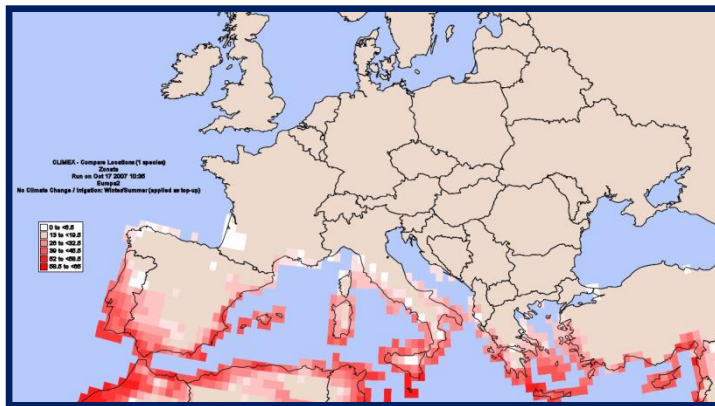 CLIMEX - Compare Locations (1 species)
Zonata
Run on Oct 17 2007 10:36
Europa2
No Climate Change / Irrigation: Winter/Summer (applied as top-up)
0 to <6.5
13 to <19.5
26 to <32.5
39 to <45.5
52 to <58.5
58.5 to <65